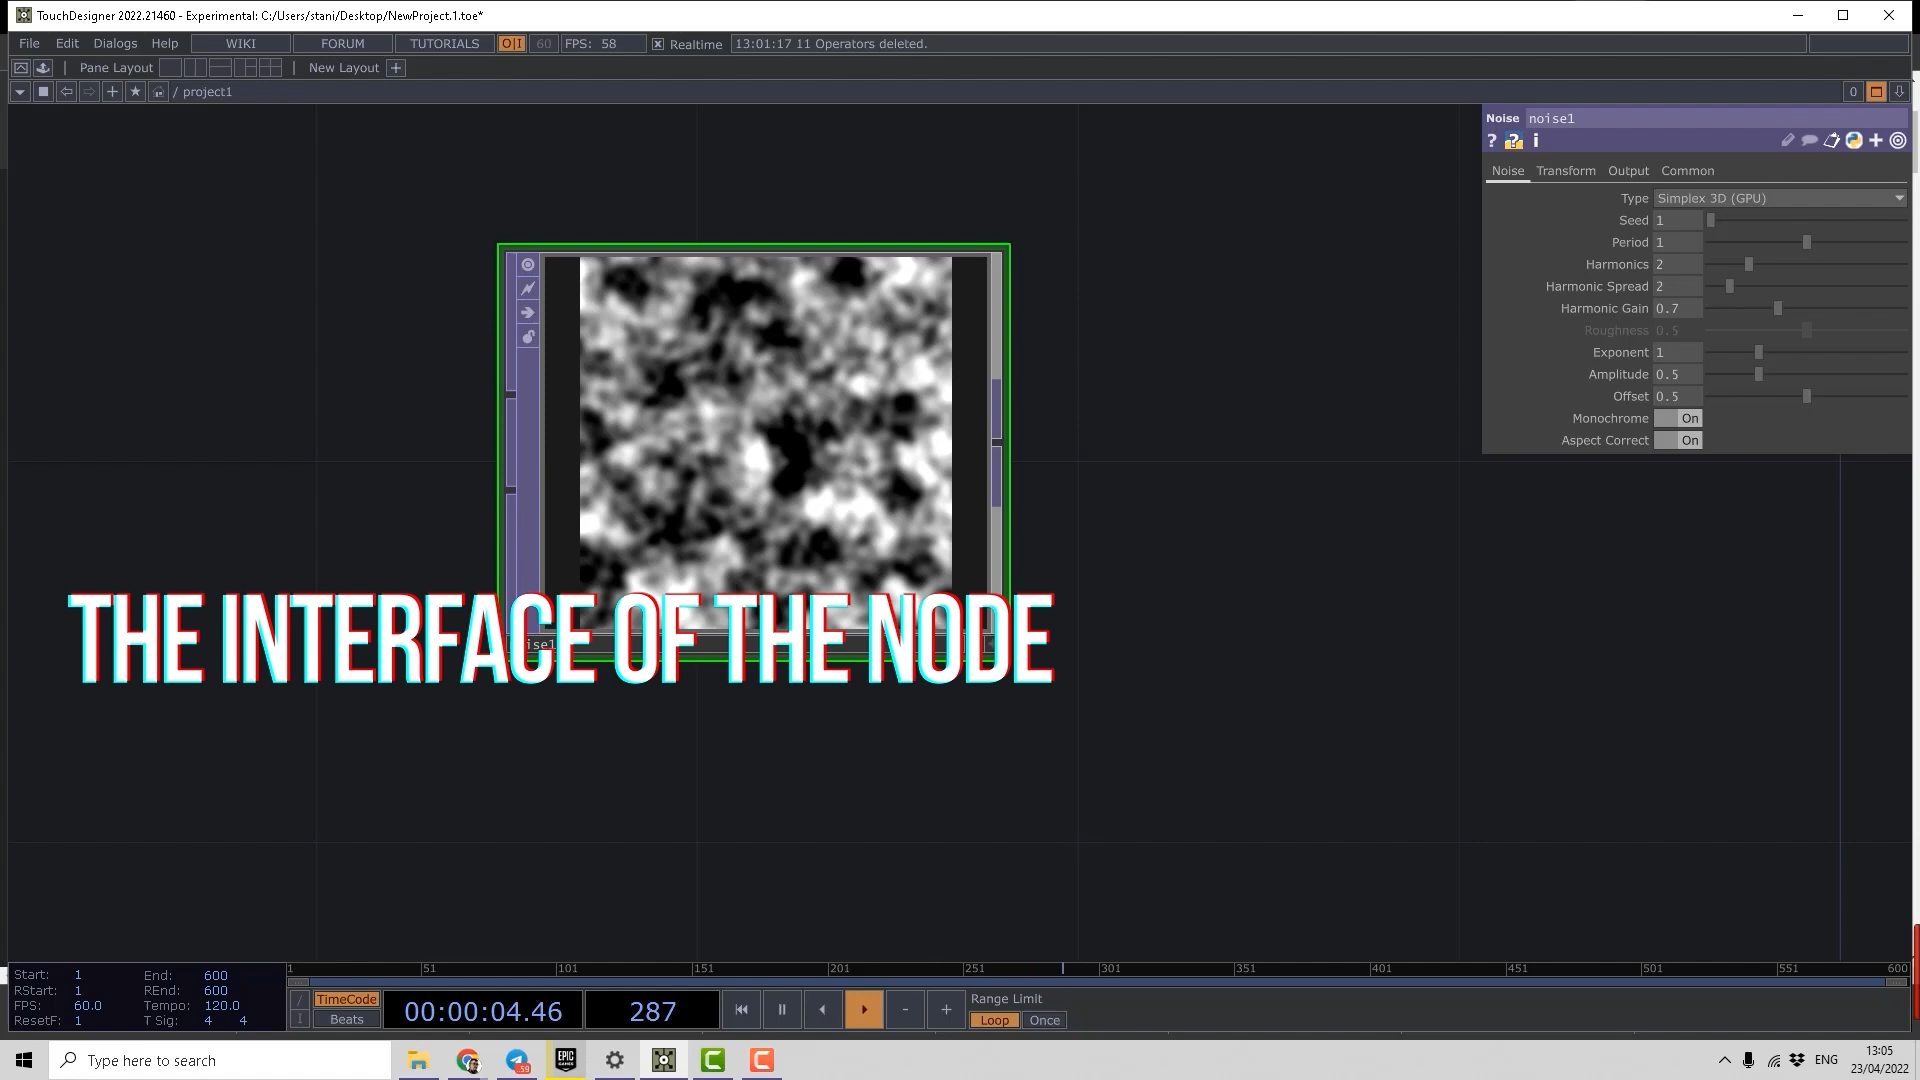 TouchDesigner 2022.21460 - Experimental: C:/Users/stani/Desktop/NewProject.1.toe*
File Edit Dialogs Help WIKI FORUM TUTORIALS O|I 60 FPS: 58 Realtime 13:01:17 11 Operators deleted.
Pane Layout New Layout +
/ project1 0
Noise noise1
? ? i
Noise Transform Output Common
Type Simplex 3D (GPU)
Seed 1
Period 1
Harmonics 2
Harmonic Spread 2
Harmonic Gain 0.7
Roughness 0.5
Exponent 1
Amplitude 0.5
Offset 0.5
Monochrome On
Aspect Correct On
THE INTERFACE OF THE NODE
ise1
1 51 101 151 201 251 301 351 401 451 501 551 600
Start: 1 End: 600
RStart: 1 REnd: 600
FPS: 60.0 Tempo: 120.0
ResetF: 1 T Sig: 4 4
TimeCode
Beats
00:00:04.46 287
- +
Range Limit
Loop Once
Type here to search
59
EPIC GAMES
ENG
13:05
23/04/2022